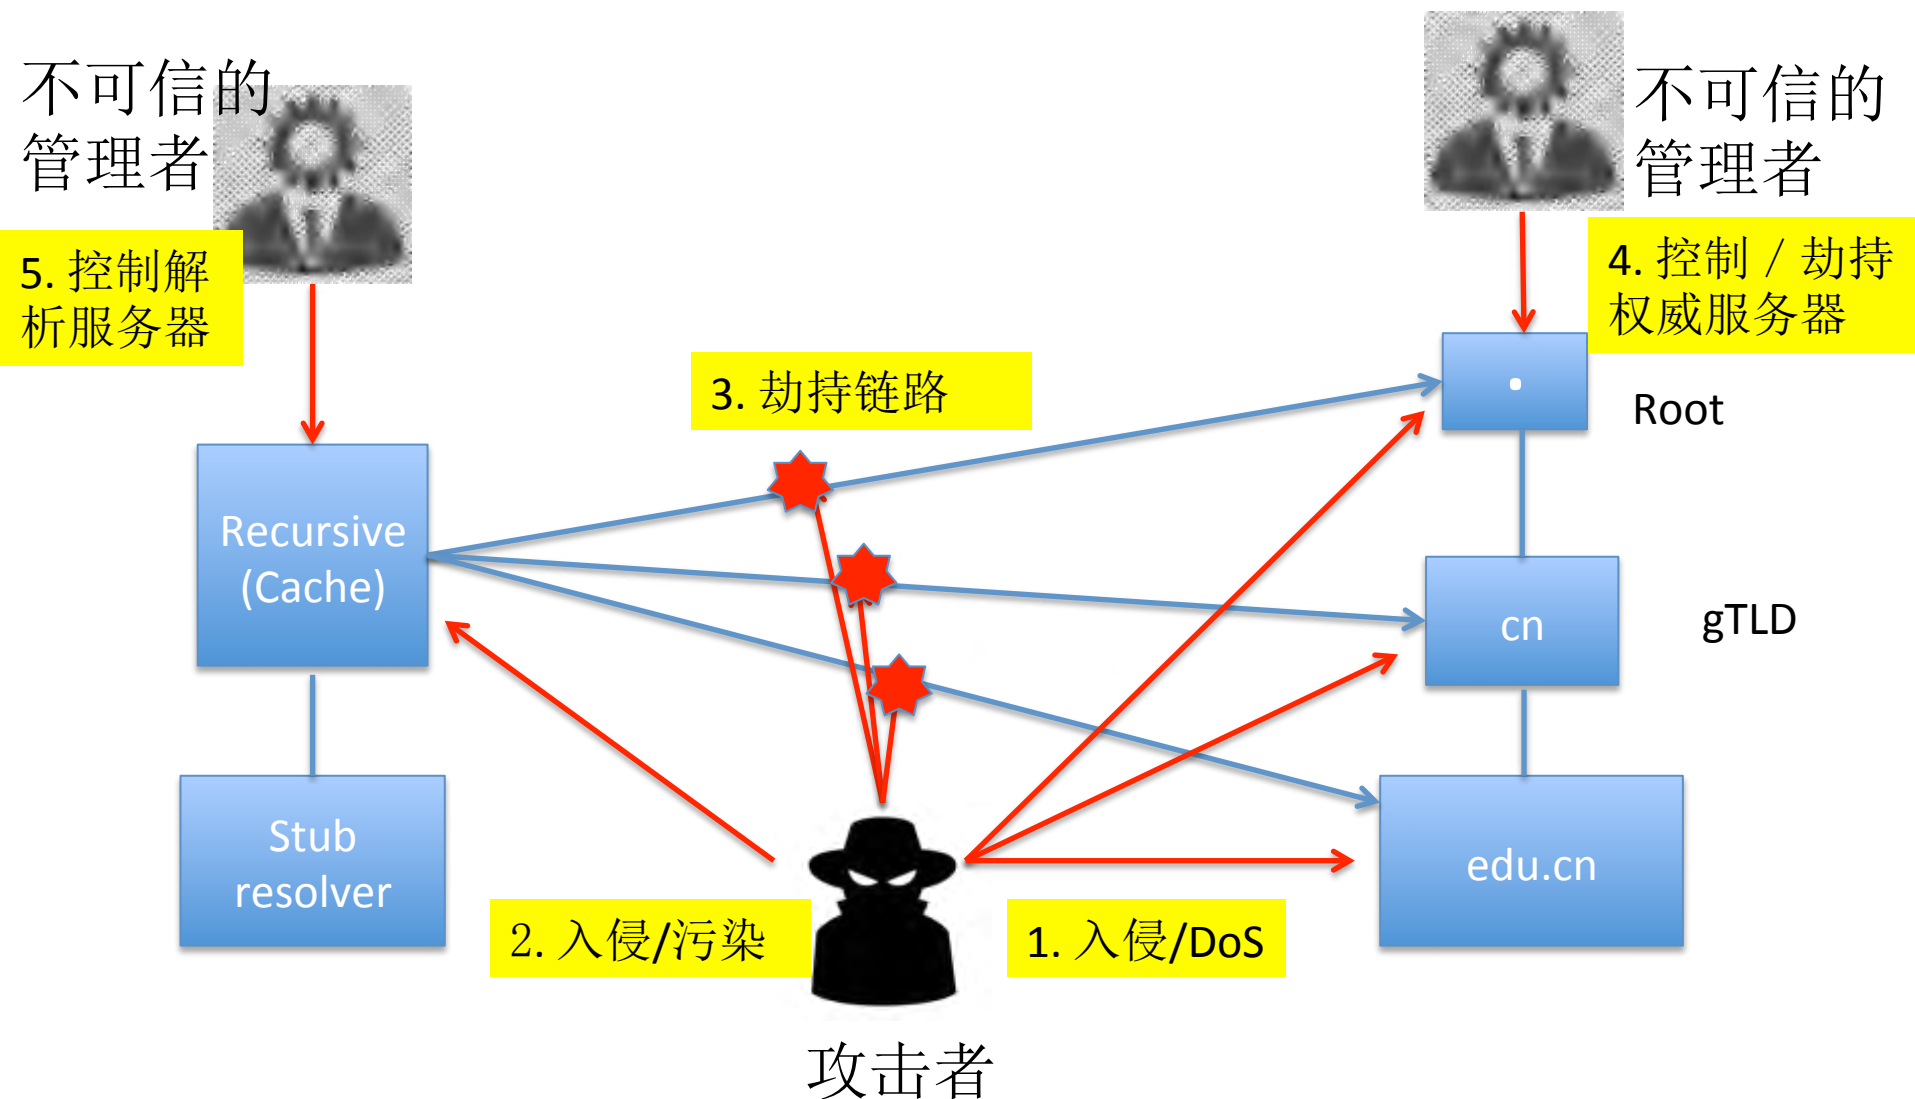 不可信的
管理者
5. 控制解
析服务器
不可信的
管理者
4. 控制／劫持
权威服务器
3. 劫持链路
.
Root
Recursive
(Cache)
cn
gTLD
Stub
resolver
edu.cn
2. 入侵/污染
1. 入侵/DoS
攻击者